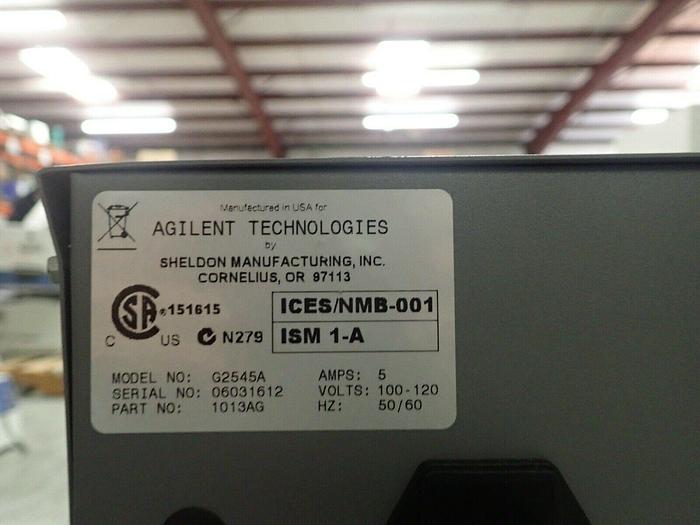 Manufactured in USA for
AGILENT TECHNOLOGIES
by
SHELDON MANUFACTURING, INC.
CORNELIUS, OR 97113
CSA ® 151615
C US N279
ICES/NMB-001
ISM 1-A
MODEL NO: G2545A
SERIAL NO: 06031612
PART NO: 1013AG
AMPS: 5
VOLTS: 100-120
HZ: 50/60